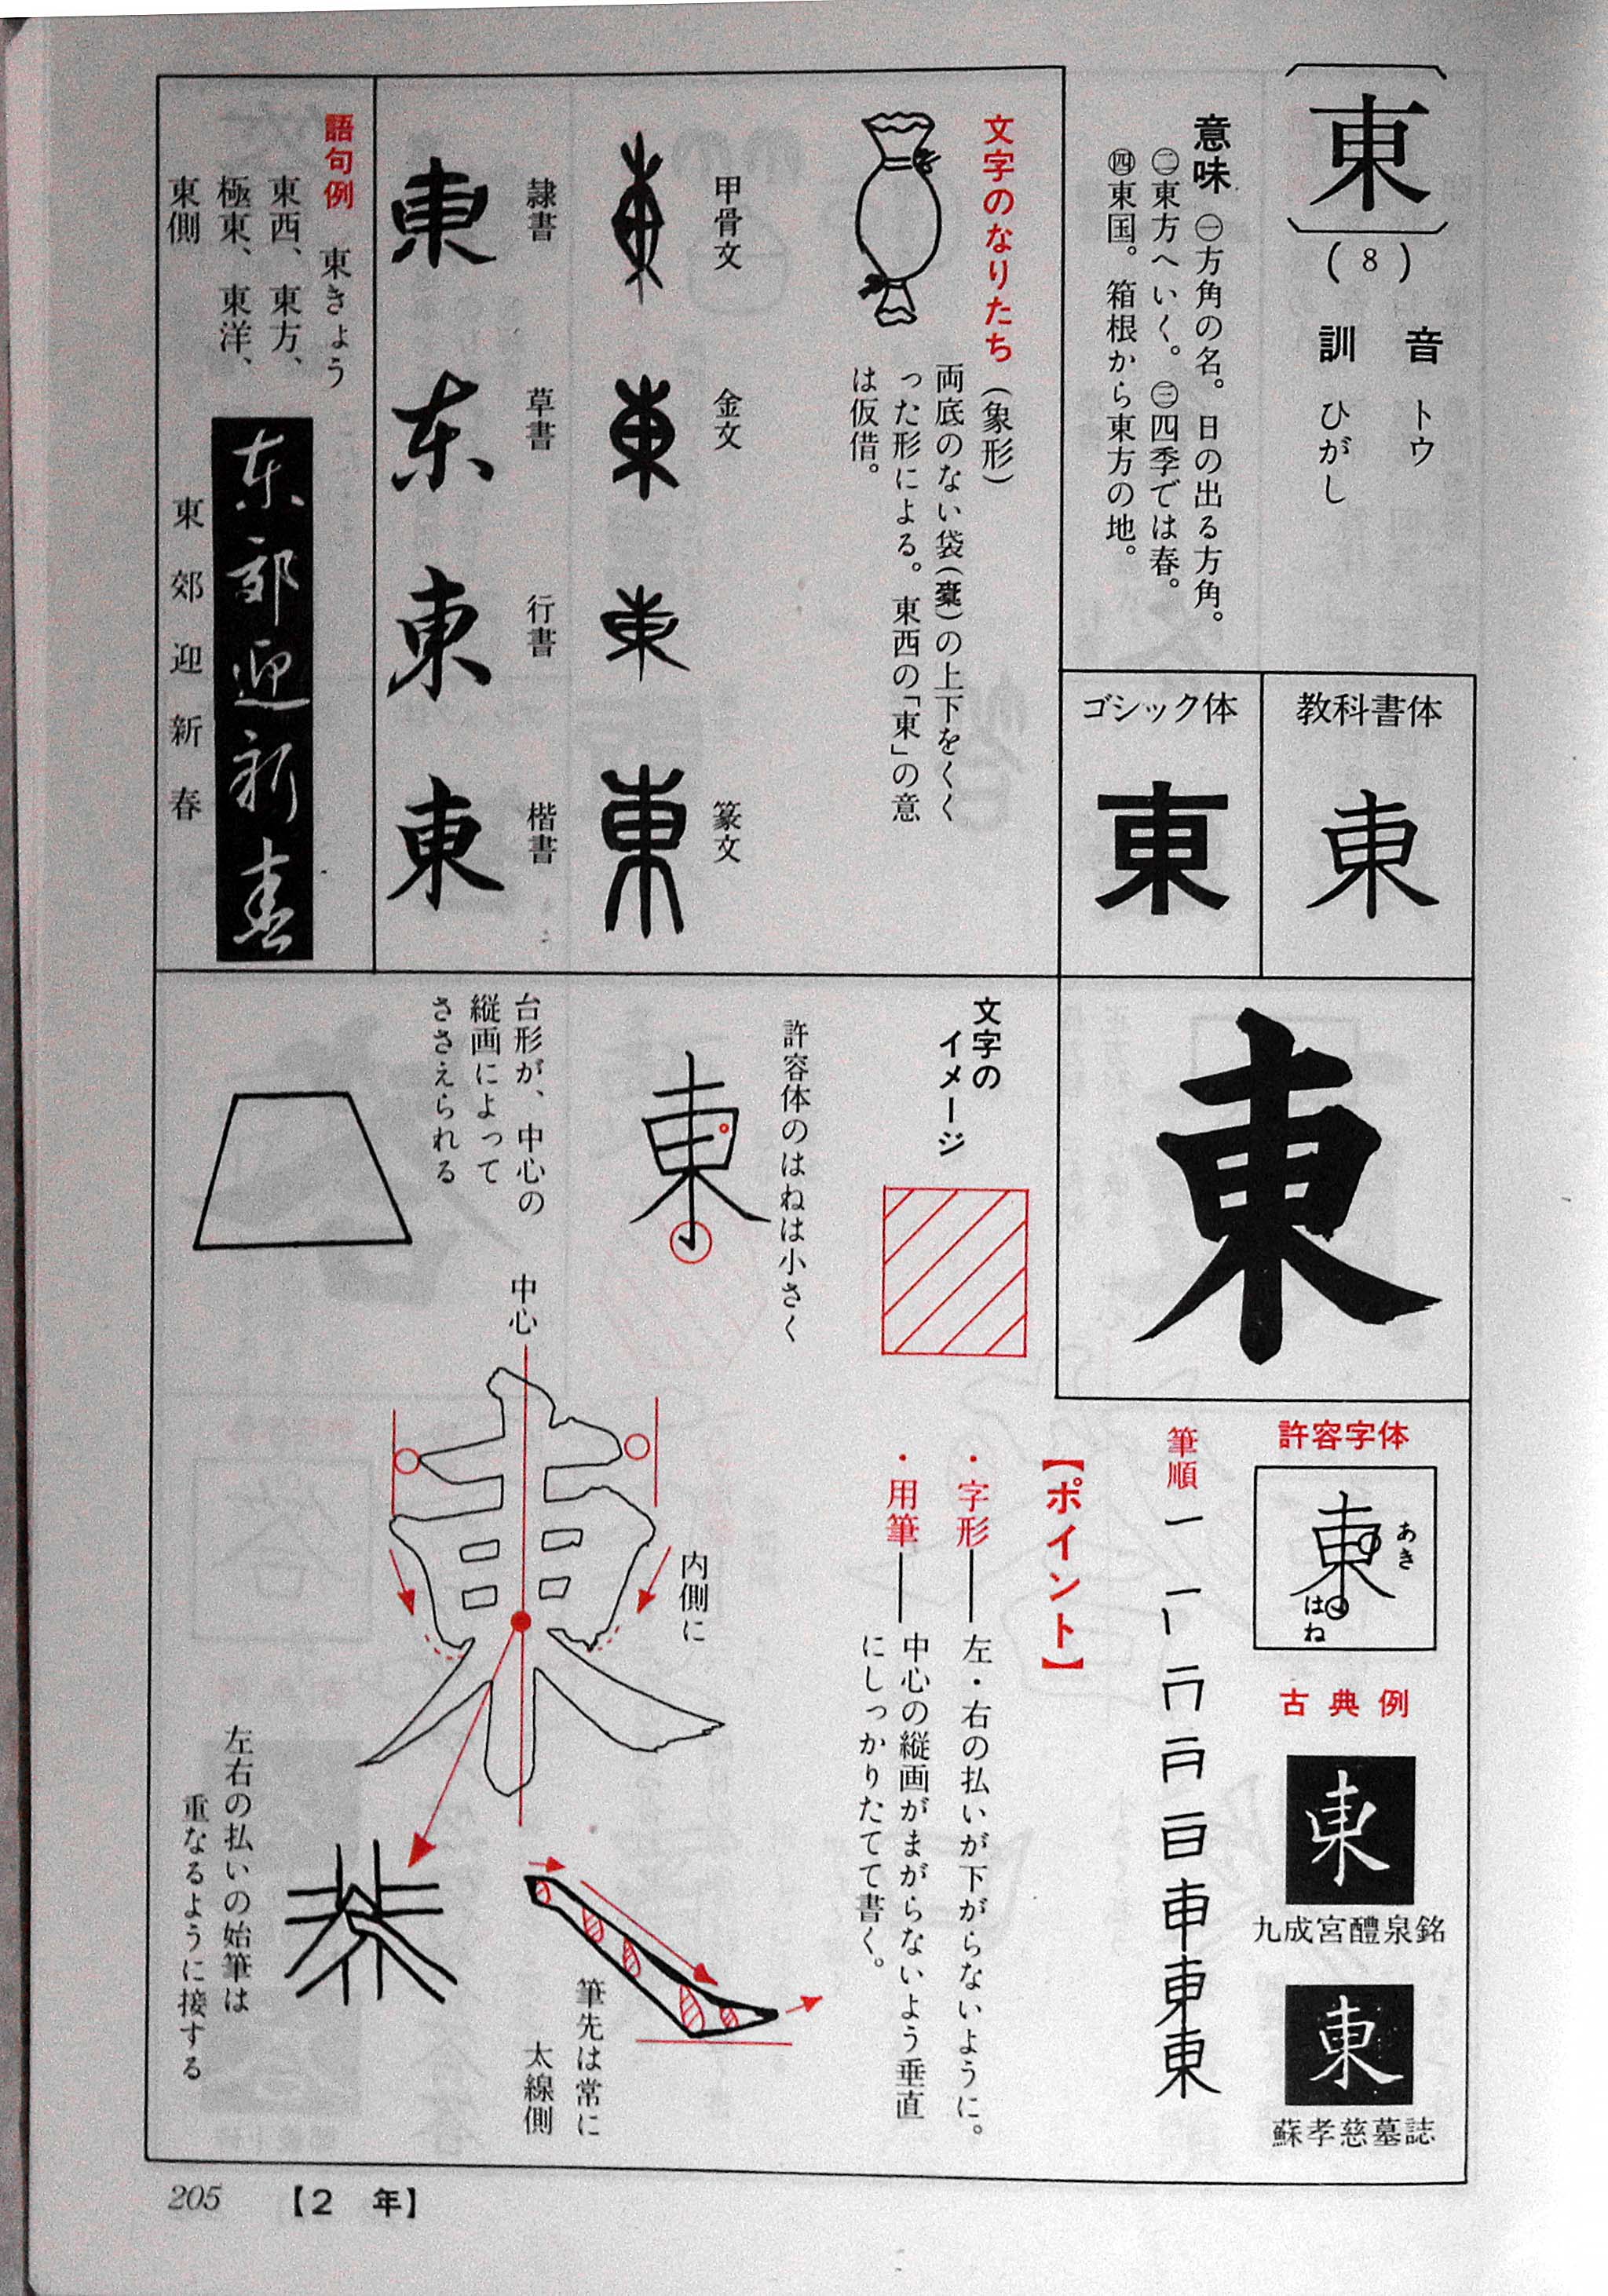 東
(8)
音 トウ
訓 ひがし
意味 ㊀方角の名。日の出る方角。
㊁東方へいく。㊂四季では春。
㊃東国。箱根から東方の地。
教科書体
東
ゴシック体
東
文字のなりたち（象形）
両底のない袋（橐）の上下をくく
った形による。東西の「東」の意
は仮借。
甲骨文
金文
篆文
隷書
東
草書
东
行書
東
楷書
東
語句例 東きょう
東西、東方、
極東、東洋、
東側
東郊迎新春
東
許容字体
東
あき
はね
古典例
東
九成宮醴泉銘
東
蘇孝慈墓誌
筆順
【ポイント】
・字形──左・右の払いが下がらないように。
・用筆──中心の縦画がまがらないよう垂直
にしっかりたてて書く。
文字の
イメージ
許容体のはねは小さく
東
台形が、中心の
縦画によって
ささえられる
中心
内側に
筆先は常に
太線側
左右の払いの始筆は
重なるように接する
205 【2 年】